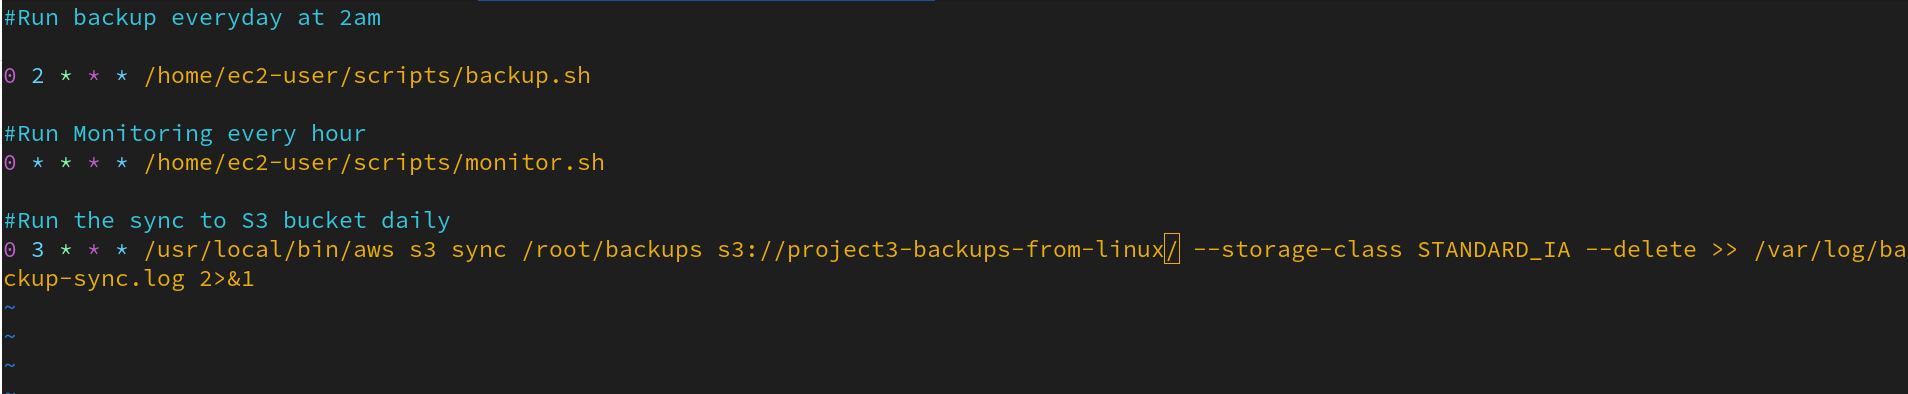 #Run backup everyday at 2am
0 2 * * * /home/ec2-user/scripts/backup.sh
#Run Monitoring every hour
0 * * * * /home/ec2-user/scripts/monitor.sh
#Run the sync to S3 bucket daily
0 3 * * * /usr/local/bin/aws s3 sync /root/backups s3://project3-backups-from-linux/ --storage-class STANDARD_IA --delete >> /var/log/ba
ckup-sync.log 2>&1
~
~
~
~